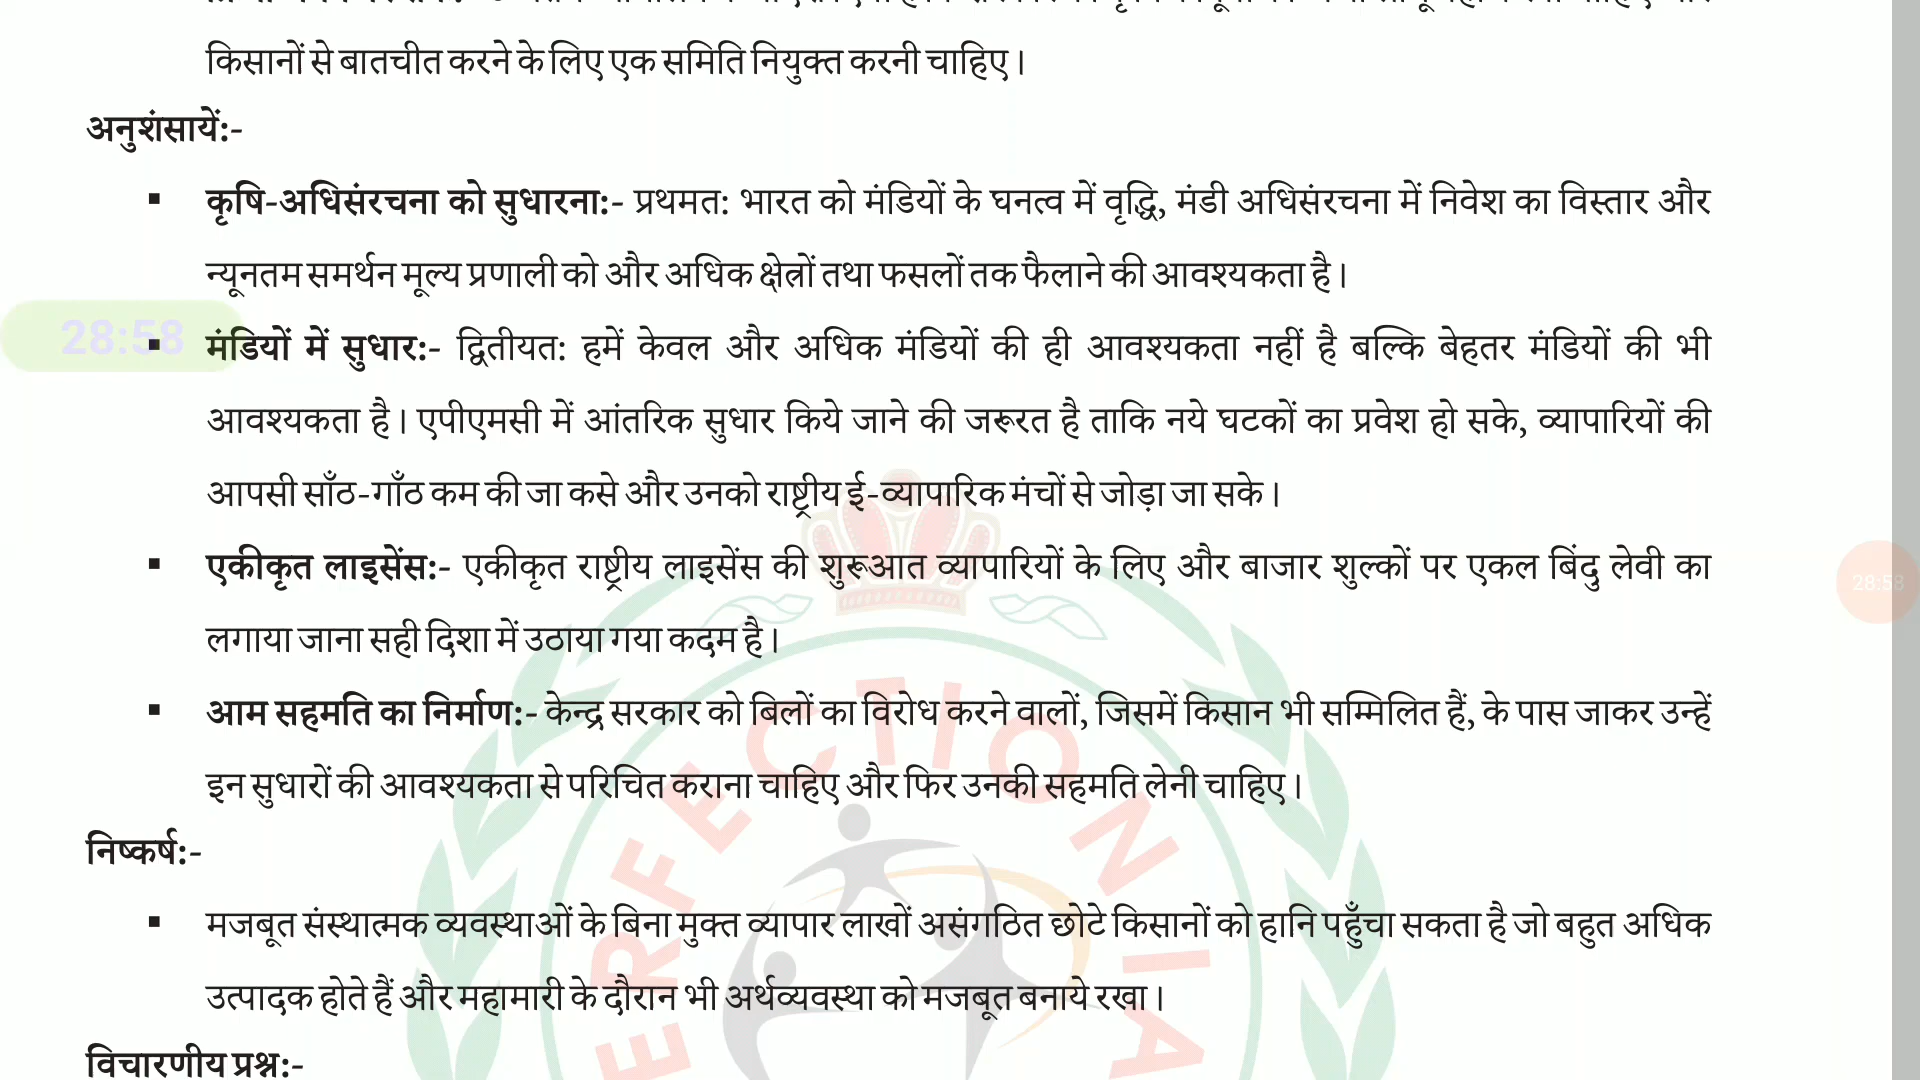 किसानों से बातचीत करने के लिए एक समिति नियुक्त करनी चाहिए।
अनुशंसायें:-
▪ कृषि-अधिसंरचना को सुधारना:- प्रथमत: भारत को मंडियों के घनत्व में वृद्धि, मंडी अधिसंरचना में निवेश का विस्तार और
न्यूनतम समर्थन मूल्य प्रणाली को और अधिक क्षेत्रों तथा फसलों तक फैलाने की आवश्यकता है।
28:58
▪ मंडियों में सुधार:- द्वितीयत: हमें केवल और अधिक मंडियों की ही आवश्यकता नहीं है बल्कि बेहतर मंडियों की भी
आवश्यकता है। एपीएमसी में आंतरिक सुधार किये जाने की जरूरत है ताकि नये घटकों का प्रवेश हो सके, व्यापारियों की
आपसी साँठ-गाँठ कम की जा कसे और उनको राष्ट्रीय ई-व्यापारिक मंचों से जोड़ा जा सके।
▪ एकीकृत लाइसेंस:- एकीकृत राष्ट्रीय लाइसेंस की शुरूआत व्यापारियों के लिए और बाजार शुल्कों पर एकल बिंदु लेवी का
28:58
लगाया जाना सही दिशा में उठाया गया कदम है।
▪ आम सहमति का निर्माण:- केन्द्र सरकार को बिलों का विरोध करने वालों, जिसमें किसान भी सम्मिलित हैं, के पास जाकर उन्हें
इन सुधारों की आवश्यकता से परिचित कराना चाहिए और फिर उनकी सहमति लेनी चाहिए।
निष्कर्ष:-
▪ मजबूत संस्थात्मक व्यवस्थाओं के बिना मुक्त व्यापार लाखों असंगठित छोटे किसानों को हानि पहुँचा सकता है जो बहुत अधिक
उत्पादक होते हैं और महामारी के दौरान भी अर्थव्यवस्था को मजबूत बनाये रखा।
विचारणीय प्रश्न:-
ERFECTION IA